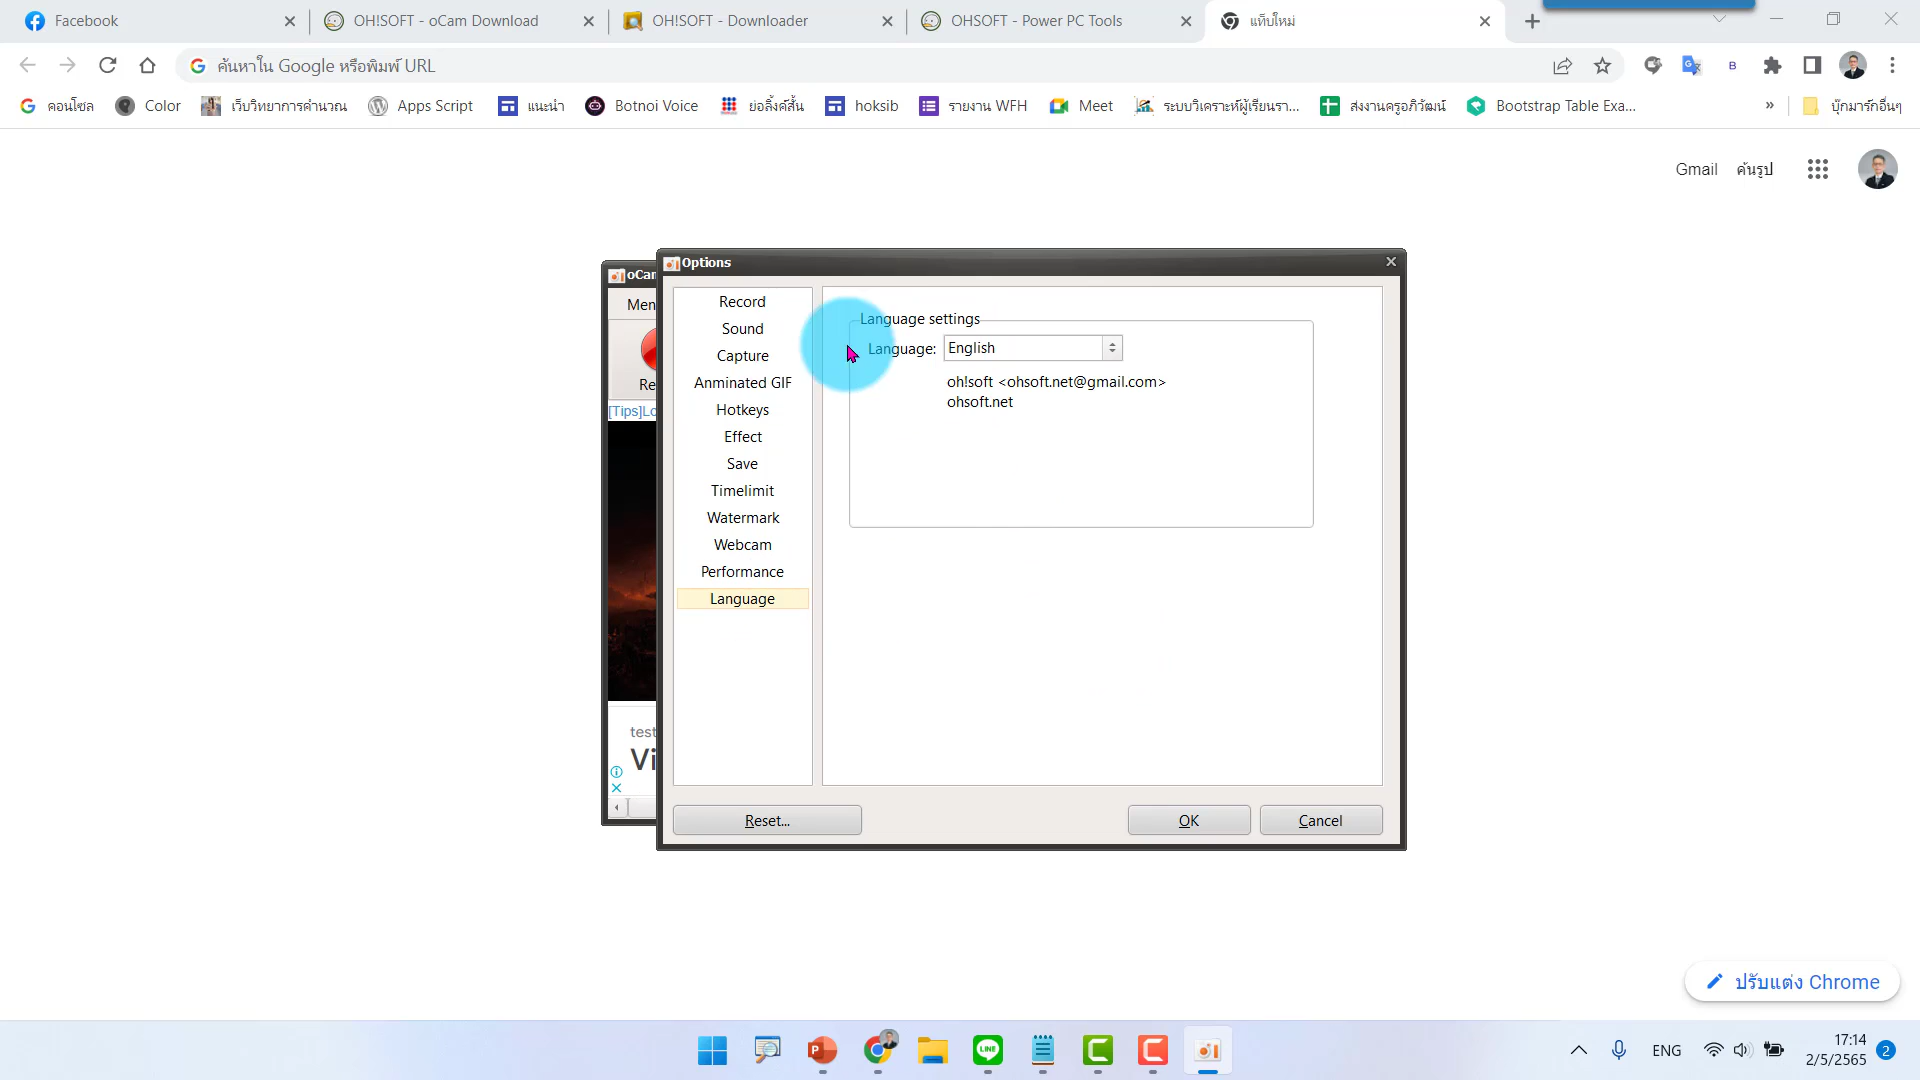 Facebook
OH!SOFT - oCam Download
OH!SOFT - Downloader
OHSOFT - Power PC Tools
แท็บใหม่
ค้นหาใน Google หรือพิมพ์ URL
คอนโซล
Color
เว็บวิทยาการคำนวณ
Apps Script
แนะนำ
Botnoi Voice
ย่อลิ้งค์สั้น
hoksib
รายงาน WFH
Meet
ระบบวิเคราะห์ผู้เรียนรา...
ส่งงานครูอภิวัฒน์
Bootstrap Table Exa...
»
บุ๊กมาร์กอื่นๆ
Gmail
ค้นรูป
oCam
Options
Men
Re
[Tips]Lo
test
Vi
Record
Sound
Capture
Anminated GIF
Hotkeys
Effect
Save
Timelimit
Watermark
Webcam
Performance
Language
Language settings
Language:
English
oh!soft <ohsoft.net@gmail.com>
ohsoft.net
Reset...
OK
Cancel
ปรับแต่ง Chrome
ENG
17:14
2/5/2565
2